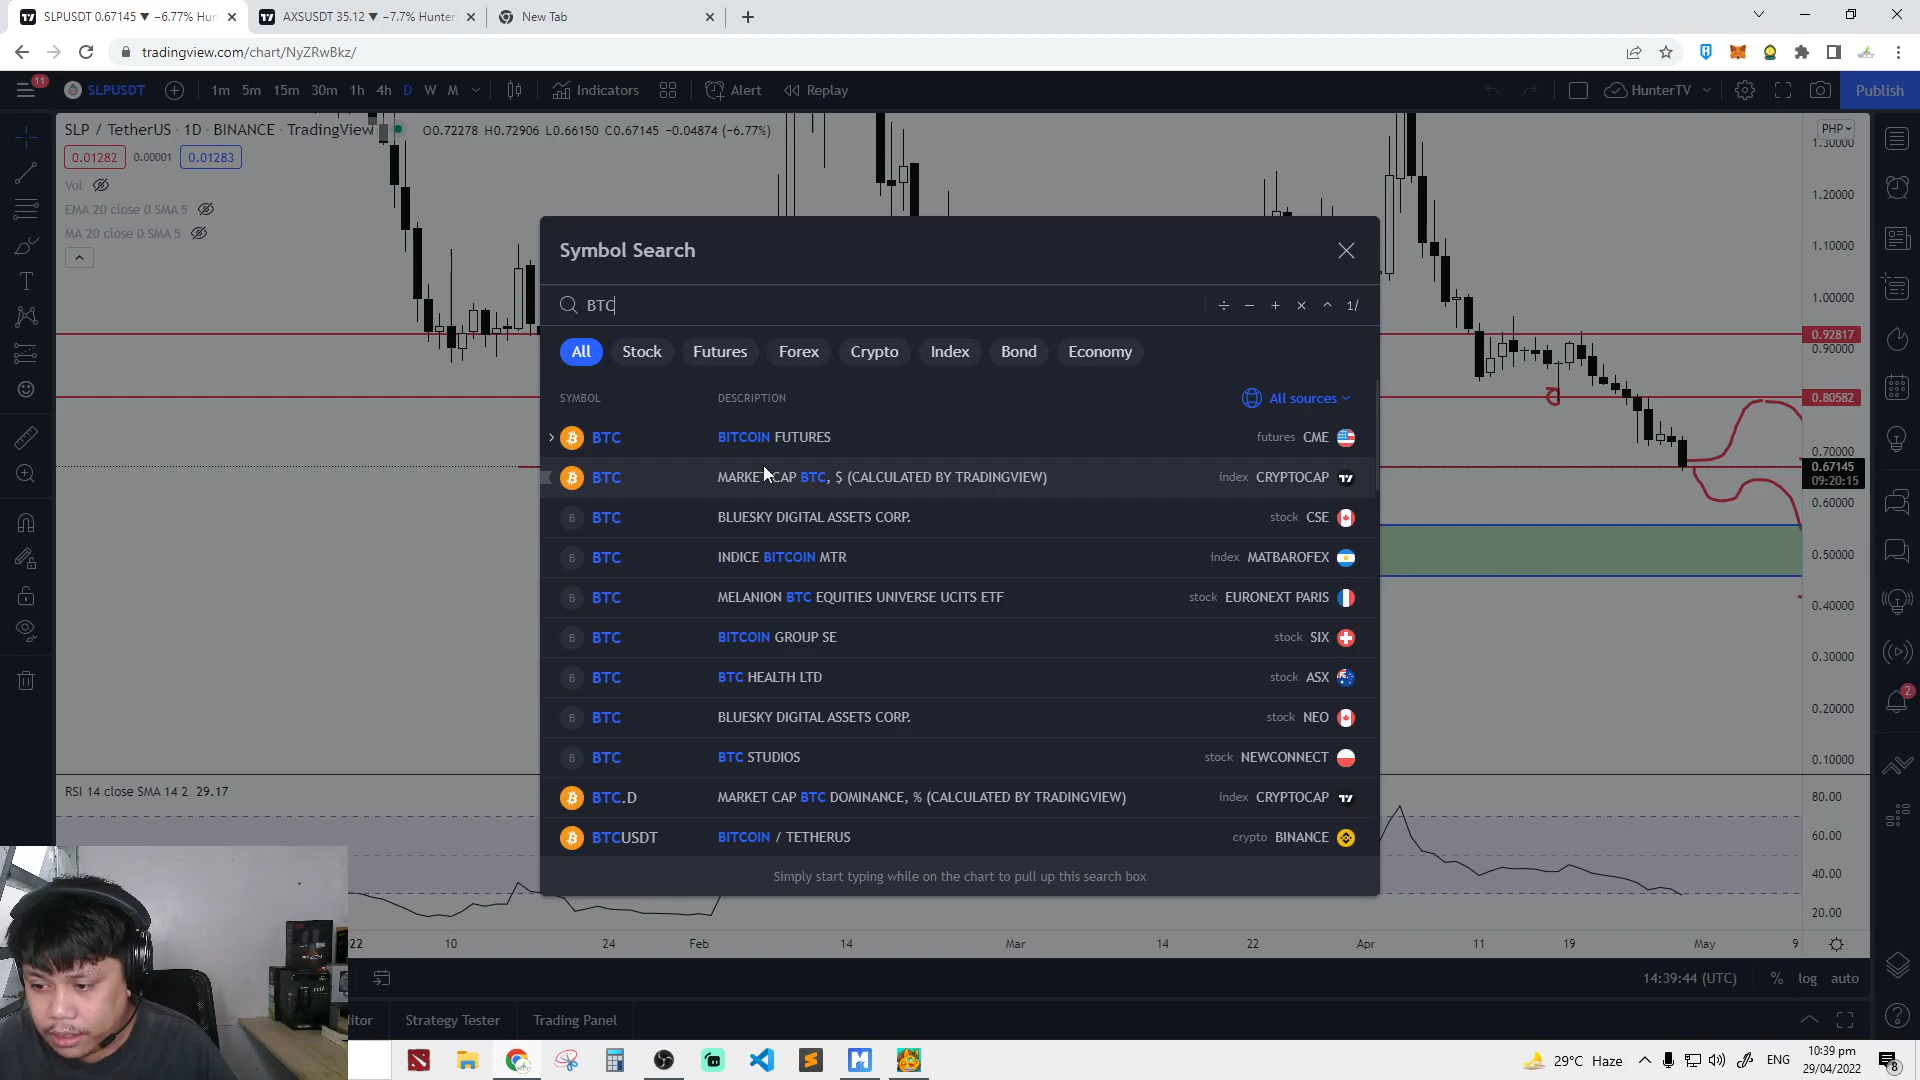 SLPUSDT 0.67145 ▼ −6.77% Hun
AXSUSDT 35.12 ▼ −7.7% Hunter
New Tab
tradingview.com/chart/NyZRwBkz/
11
SLPUSDT
1m 5m 15m 30m 1h 4h D W M
Indicators
Alert
Replay
HunterTV
Publish
SLP / TetherUS · 1D · BINANCE · TradingView
O0.72278 H0.72906 L0.66150 C0.67145 −0.04874 (−6.77%)
0.01282 0.00001 0.01283
Vol
EMA 20 close 0 SMA 5
MA 20 close 0 SMA 5
PHP
1.30000
1.20000
1.10000
1.00000
0.92817
0.90000
0.80582
0.70000
0.67145
09:20:15
0.60000
0.50000
0.40000
0.30000
0.20000
0.10000
Symbol Search
BTC
÷ − + × ^ 1/
All Stock Futures Forex Crypto Index Bond Economy
SYMBOL DESCRIPTION All sources
BTC BITCOIN FUTURES futures CME
BTC MARKET CAP BTC, $ (CALCULATED BY TRADINGVIEW) index CRYPTOCAP
B BTC BLUESKY DIGITAL ASSETS CORP. stock CSE
B BTC INDICE BITCOIN MTR index MATBAROFEX
B BTC MELANION BTC EQUITIES UNIVERSE UCITS ETF stock EURONEXT PARIS
B BTC BITCOIN GROUP SE stock SIX
B BTC BTC HEALTH LTD stock ASX
B BTC BLUESKY DIGITAL ASSETS CORP. stock NEO
B BTC BTC STUDIOS stock NEWCONNECT
BTC.D MARKET CAP BTC DOMINANCE, % (CALCULATED BY TRADINGVIEW) index CRYPTOCAP
BTCUSDT BITCOIN / TETHERUS crypto BINANCE
Simply start typing while on the chart to pull up this search box
2
RSI 14 close SMA 14 2 29.17
80.00
60.00
40.00
20.00
22 10 24 Feb 14 Mar 14 22 Apr 11 19 May 9
14:39:44 (UTC) % log auto
itor Strategy Tester Trading Panel
29°C Haze
ENG
10:39 pm
29/04/2022
8